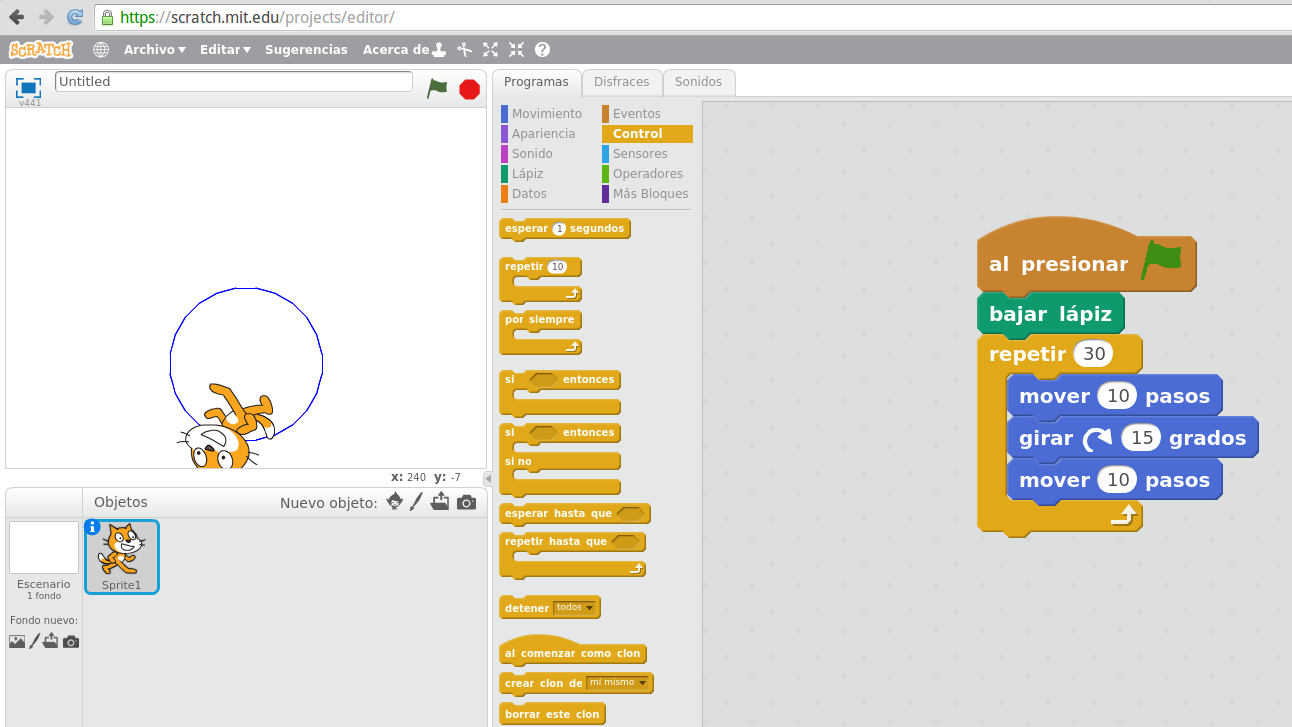 https://scratch.mit.edu/projects/editor/
SCRATCH Archivo Editar Sugerencias Acerca de ?
v441 Untitled
Programas Disfraces Sonidos
Movimiento Eventos
Apariencia Control
Sonido Sensores
Lápiz Operadores
Datos Más Bloques
esperar 1 segundos
repetir 10
por siempre
si entonces
si entonces
si no
esperar hasta que
repetir hasta que
detener todos
al comenzar como clon
crear clon de mí mismo
borrar este clon
al presionar
bajar lápiz
repetir 30
mover 10 pasos
girar 15 grados
mover 10 pasos
x: 240 y: -7
Objetos Nuevo objeto:
Escenario
1 fondo
Sprite1
Fondo nuevo: